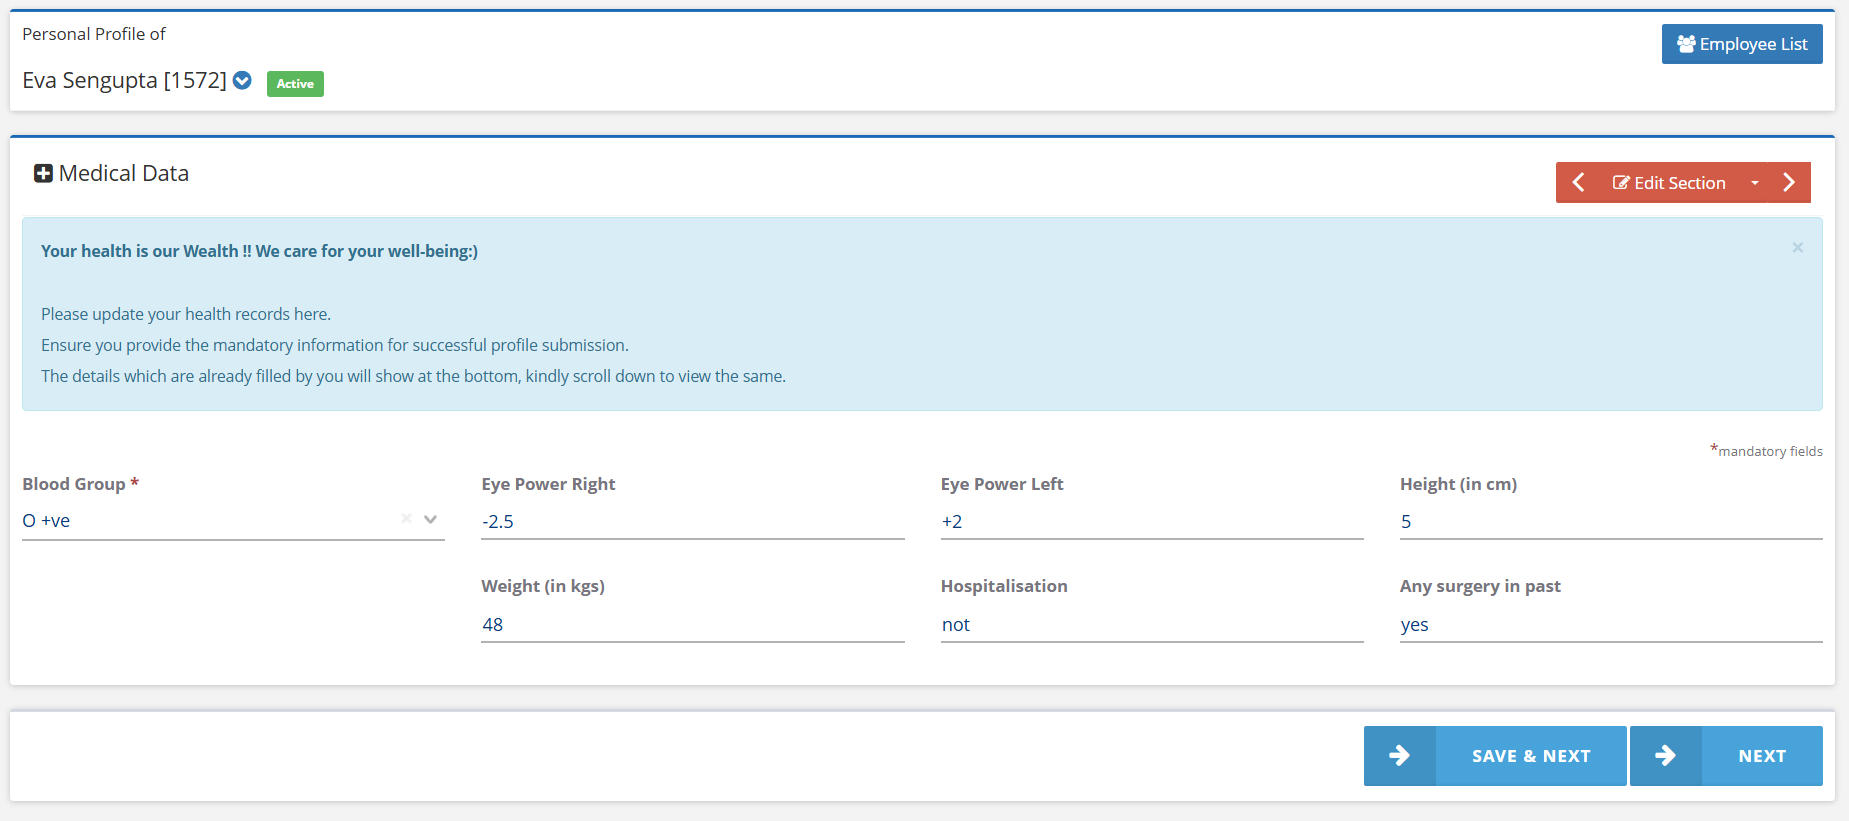 Personal Profile of
Employee List
Eva Sengupta [1572]
Active
Medical Data
Edit Section
Your health is our Wealth !! We care for your well-being:)
×
Please update your health records here.
Ensure you provide the mandatory information for successful profile submission.
The details which are already filled by you will show at the bottom, kindly scroll down to view the same.
*mandatory fields
Blood Group *
Eye Power Right
Eye Power Left
Height (in cm)
O +ve
-2.5
+2
5
Weight (in kgs)
Hospitalisation
Any surgery in past
48
not
yes
SAVE & NEXT
NEXT